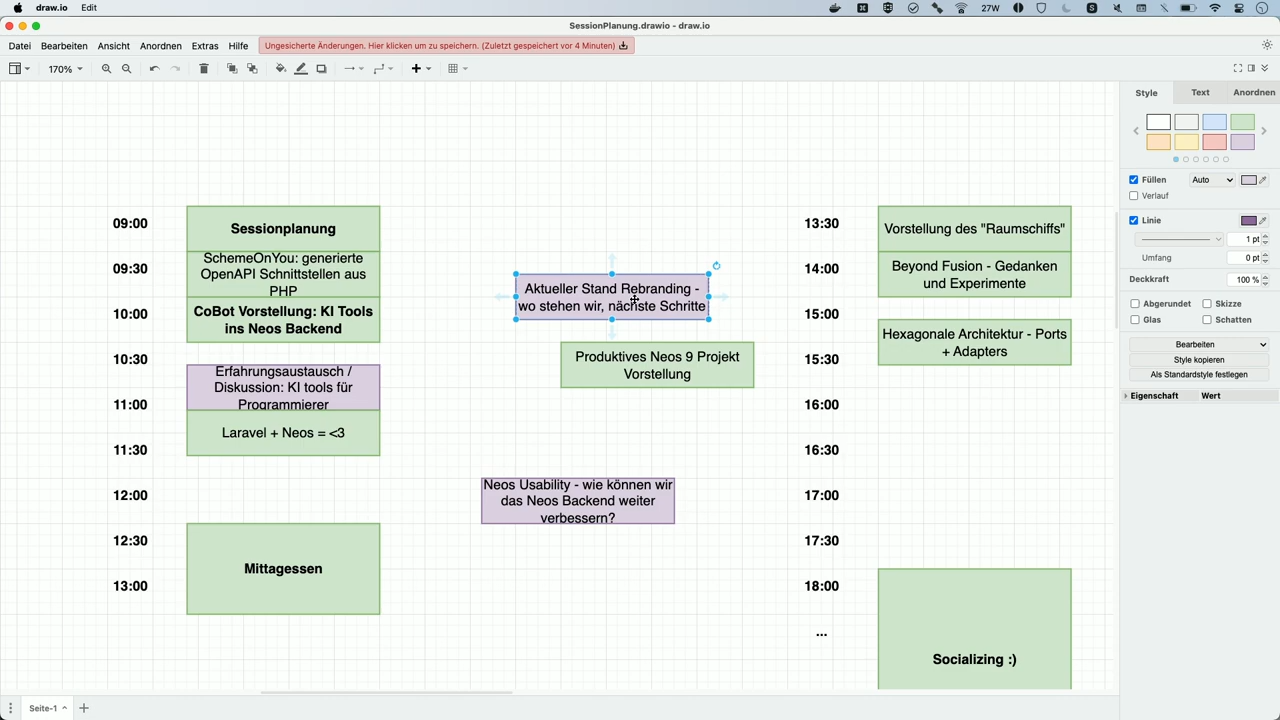 draw.io Edit
27W
SessionPlanung.drawio - draw.io
Datei Bearbeiten Ansicht Anordnen Extras Hilfe
Ungesicherte Änderungen. Hier klicken um zu speichern. (Zuletzt gespeichert vor 4 Minuten)
170%
Style Text Anordnen
Füllen Auto
Verlauf
Linie
1 pt
Umfang 0 pt
Deckkraft 100 %
Abgerundet Skizze
Glas Schatten
Bearbeiten
Style kopieren
Als Standardstyle festlegen
Eigenschaft Wert
09:00
Sessionplanung
09:30
SchemeOnYou: generierte
OpenAPI Schnittstellen aus
PHP
10:00
CoBot Vorstellung: KI Tools
ins Neos Backend
10:30
Erfahrungsaustausch /
Diskussion: KI tools für
Programmierer
11:00
Laravel + Neos = <3
11:30
12:00
12:30
Mittagessen
13:00
Aktueller Stand Rebranding -
wo stehen wir, nächste Schritte
Produktives Neos 9 Projekt
Vorstellung
Neos Usability - wie können wir
das Neos Backend weiter
verbessern?
13:30
Vorstellung des "Raumschiffs"
14:00
Beyond Fusion - Gedanken
und Experimente
15:00
Hexagonale Architektur - Ports
+ Adapters
15:30
16:00
16:30
17:00
17:30
18:00
...
Socializing :)
Seite-1